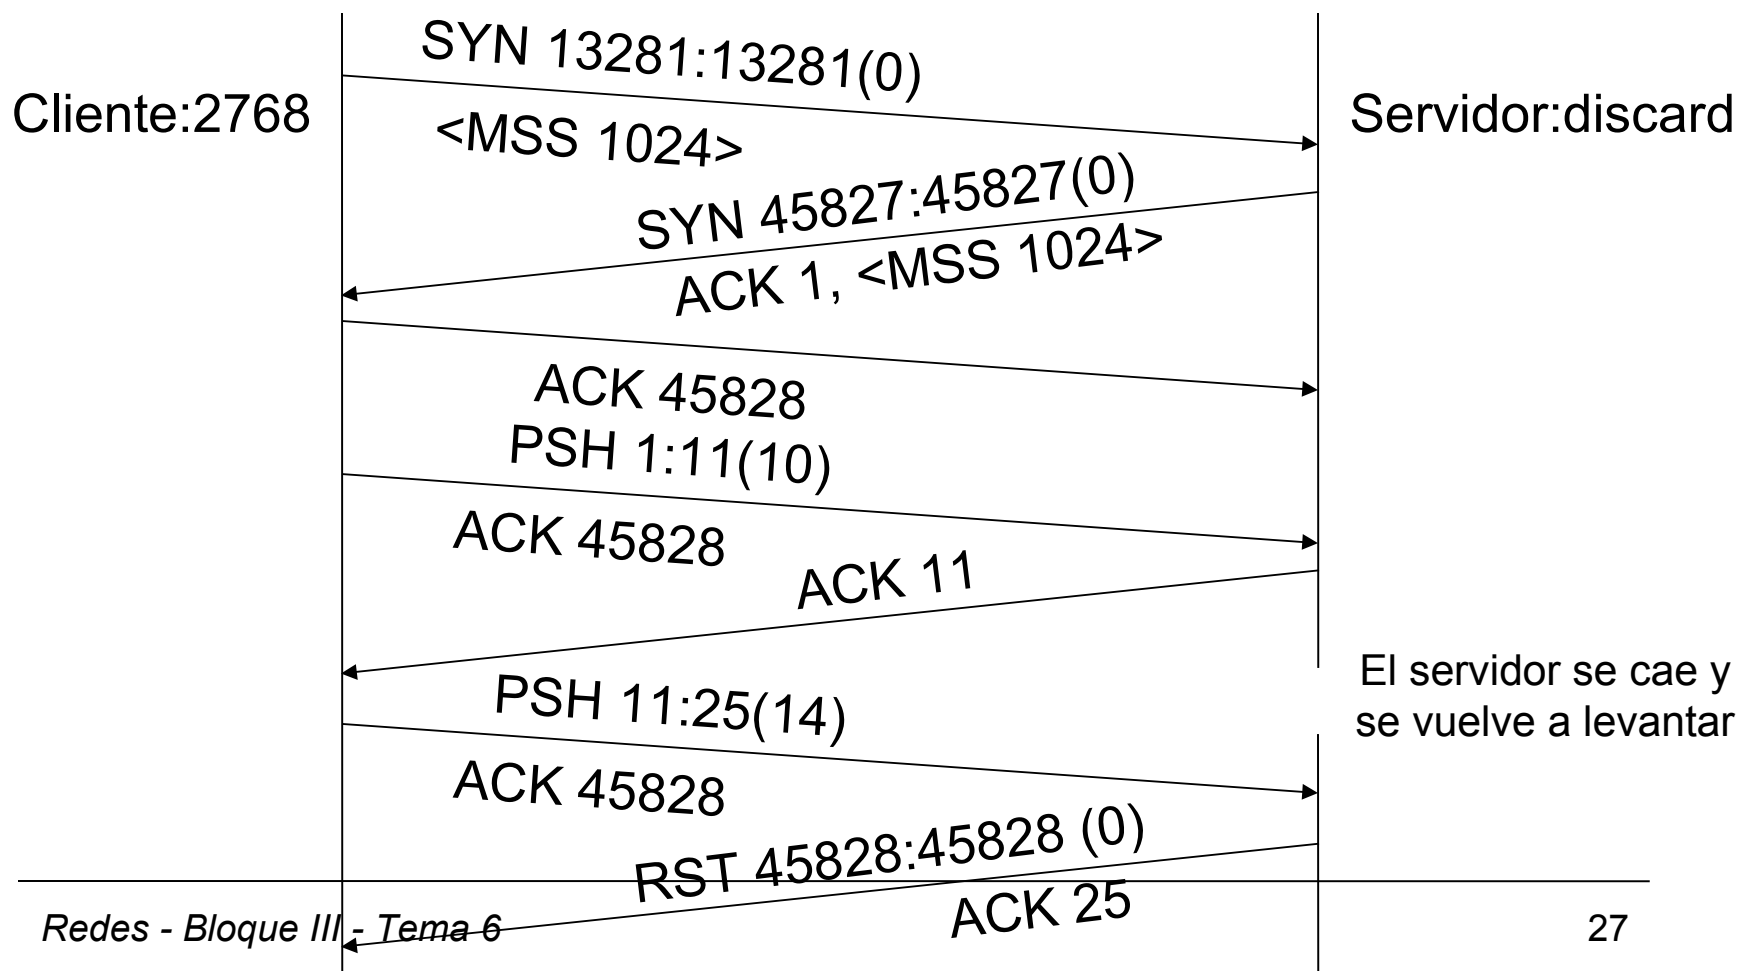 SYN 13281:13281(0)
Cliente:2768
Servidor:discard
<MSS 1024>
SYN 45827:45827(0)
ACK 1, <MSS 1024>
ACK 45828
PSH 1:11(10)
ACK 45828
ACK 11
El servidor se cae y
se vuelve a levantar
PSH 11:25(14)
ACK 45828
RST 45828:45828 (0)
ACK 25
Redes - Bloque III - Tema 6
27